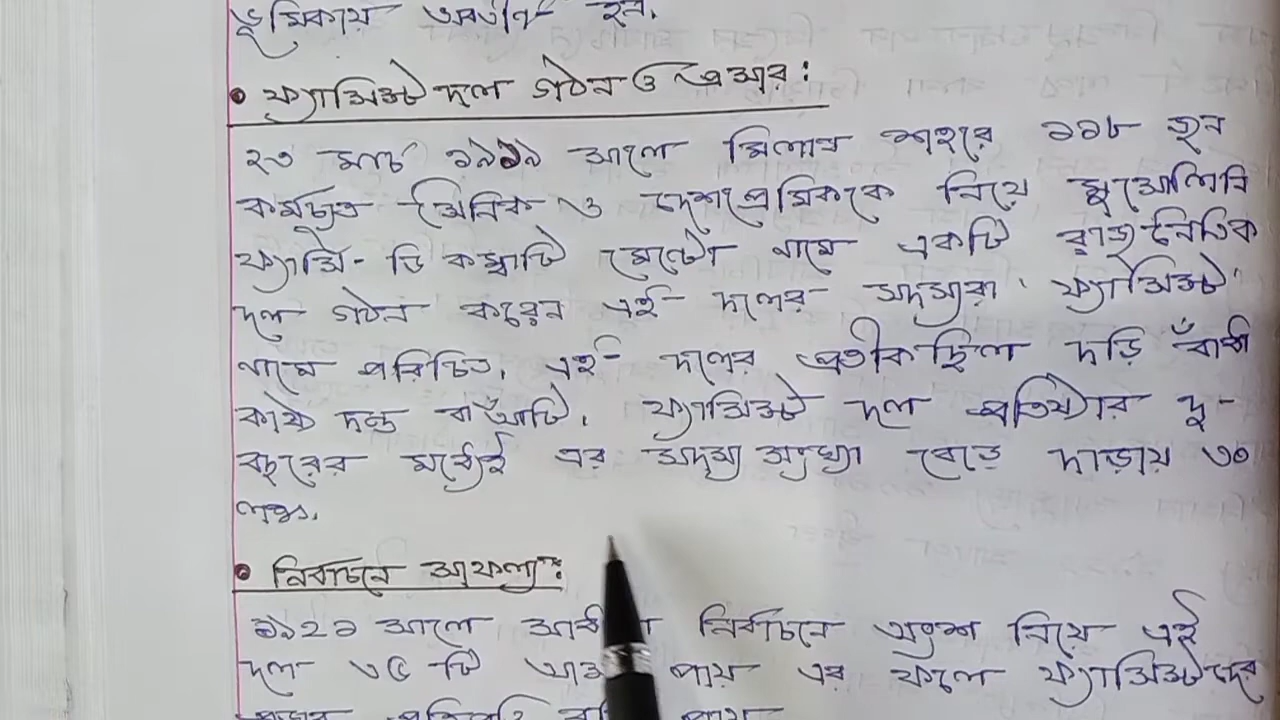 ভূমিকায় অবতীর্ণ হন.
• ফ্যাসিস্ট দল গঠন ও প্রসার:
২৩ মার্চ ১৯১৯ সালে মিলান শহরে ১১৮ জন
কর্মচ্যুত সৈনিক ও দেশপ্রেমিককে নিয়ে মুসোলিনি
ফ্যাসি-ডি কম্বাটি মেন্টো নামে একটি রাজনৈতিক
দল গঠন করেন এই দলের সদস্যরা 'ফ্যাসিস্ট'
নামে পরিচিত. এই দলের প্রতীক ছিল দড়ি বাঁধা
কাষ্ঠ দন্ড বা আঁটি. ফ্যাসিস্ট দল প্রতিষ্ঠার দু-
বছরের মধ্যেই এর সদস্য সংখ্যা বেড়ে দাড়ায় ৩০
লক্ষ.
• নির্বাচনে সাফল্য:
১৯২১ সালে নির্বাচনে অংশ নিয়ে এই
দল ৩৫-টি পায় এর ফলে ফ্যাসিস্টদের